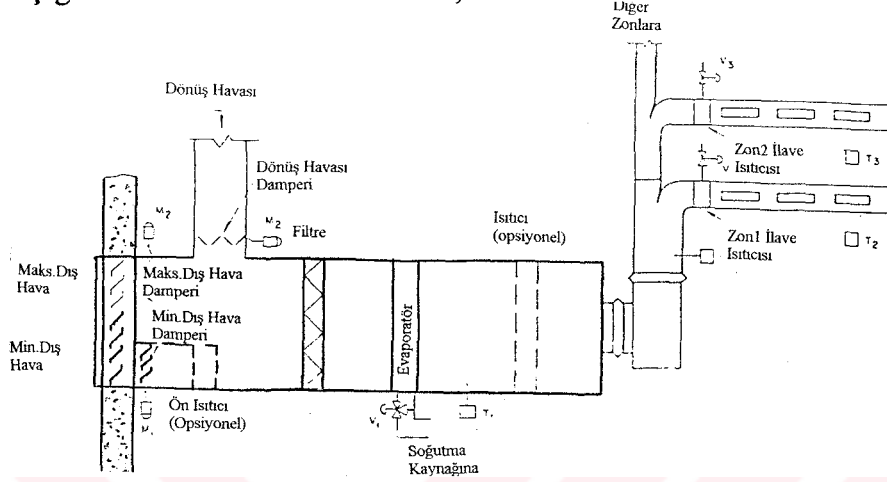 Diğer
Zonlara
V3
Dönüş Havası
Dönüş Havası
Damperi
Zon2 İlave
Isıtıcısı
T3
V
M2
M2
Filtre
Isıtıcı
(opsiyonel)
Zon1 İlave
Isıtıcısı
T2
Maks.Dış
Hava
Maks.Dış Hava
Damperi
Min.Dış Hava
Damperi
Min.Dış
Hava
Evaporatör
Ön Isıtıcı
(Opsiyonel)
M1
V1
T1
Soğutma
Kaynağına